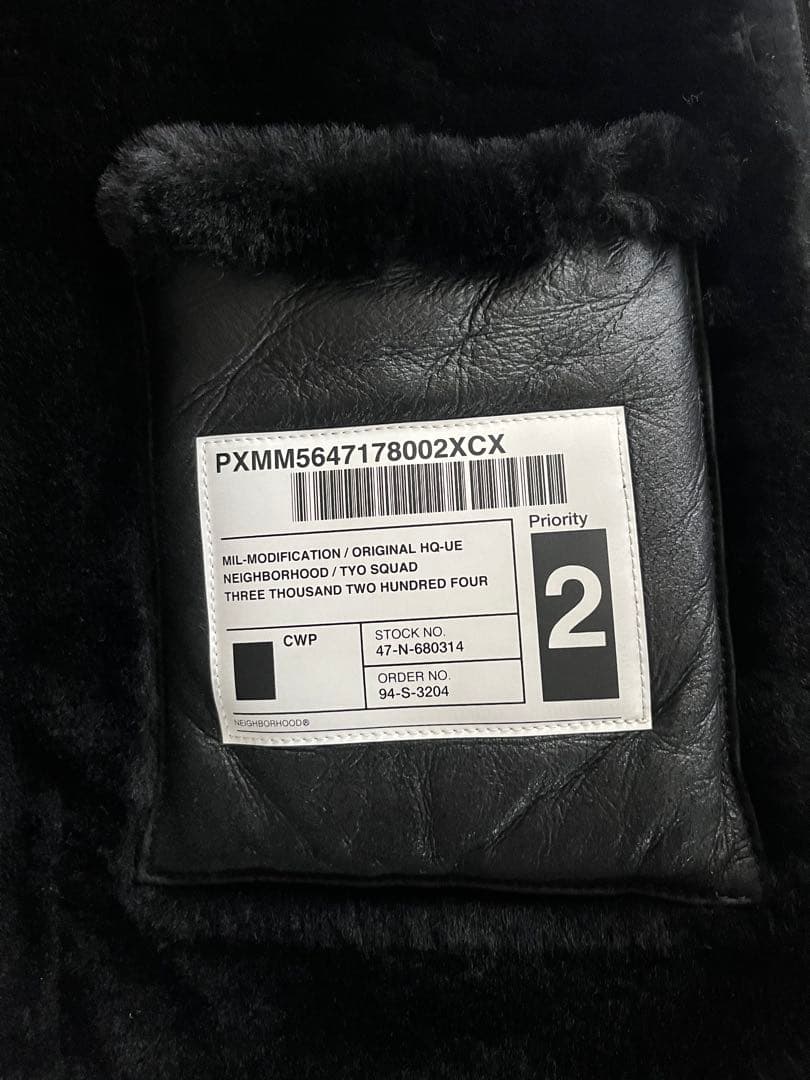 PXMM5647178002XCX
Priority
2
MIL-MODIFICATION / ORIGINAL HQ-UE
NEIGHBORHOOD / TYO SQUAD
THREE THOUSAND TWO HUNDRED FOUR
CWP
STOCK NO.
47-N-680314
ORDER NO.
94-S-3204
NEIGHBORHOOD®